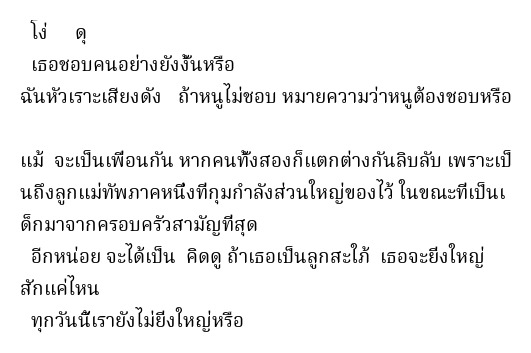 โง่ ดุ
เธอชอบคนอย่างยังงั้นหรือ
ฉันหัวเราะเสียงดัง ถ้าหนูไม่ชอบ หมายความว่าหนูต้องชอบหรือ
แม้ จะเป็นเพื่อนกัน หากคนทั้งสองก็แตกต่างกันลิบลับ เพราะเป็
นถึงลูกแม่ทัพภาคหนึ่งที่กุมกำลังส่วนใหญ่ของไว้ ในขณะที่เป็นเ
ด็กมาจากครอบครัวสามัญที่สุด
อีกหน่อย จะได้เป็น คิดดู ถ้าเธอเป็นลูกสะใภ้ เธอจะยิ่งใหญ่
สักแค่ไหน
ทุกวันนี้เรายังไม่ยิ่งใหญ่หรือ